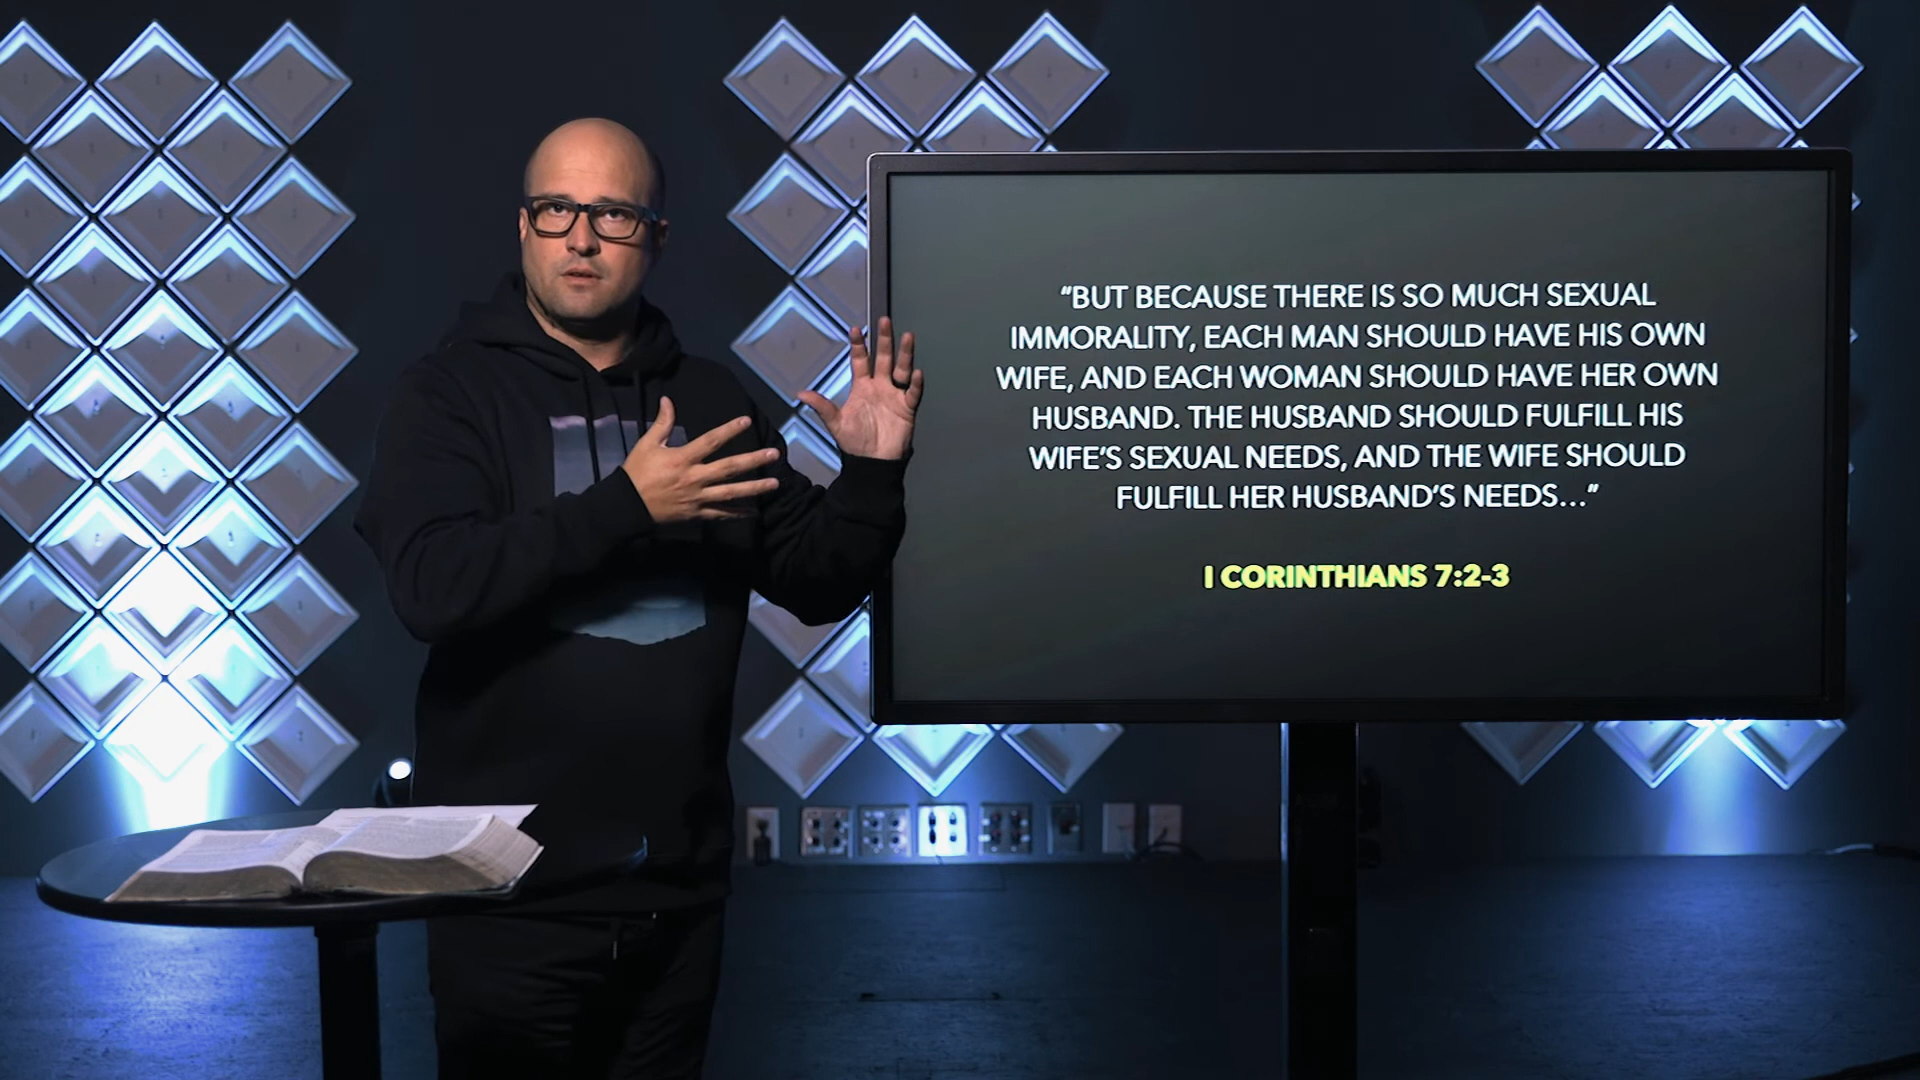 “BUT BECAUSE THERE IS SO MUCH SEXUAL
IMMORALITY, EACH MAN SHOULD HAVE HIS OWN
WIFE, AND EACH WOMAN SHOULD HAVE HER OWN
HUSBAND. THE HUSBAND SHOULD FULFILL HIS
WIFE’S SEXUAL NEEDS, AND THE WIFE SHOULD
FULFILL HER HUSBAND’S NEEDS...”
I CORINTHIANS 7:2-3